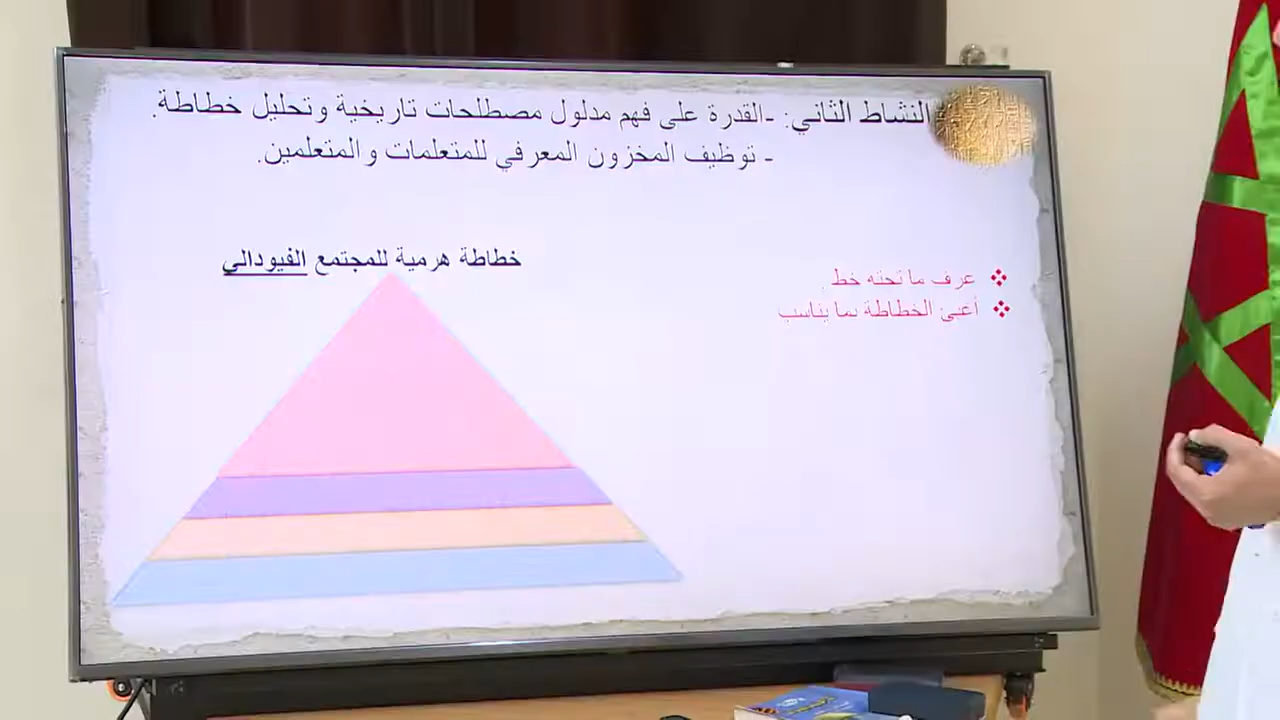 النشاط الثاني: -القدرة على فهم مدلول مصطلحات تاريخية وتحليل خطاطة.
- توظيف المخزون المعرفي للمتعلمات والمتعلمين.
خطاطة هرمية للمجتمع الفيودالي
عرف ما تحته خط
أغني الخطاطة بما يناسب